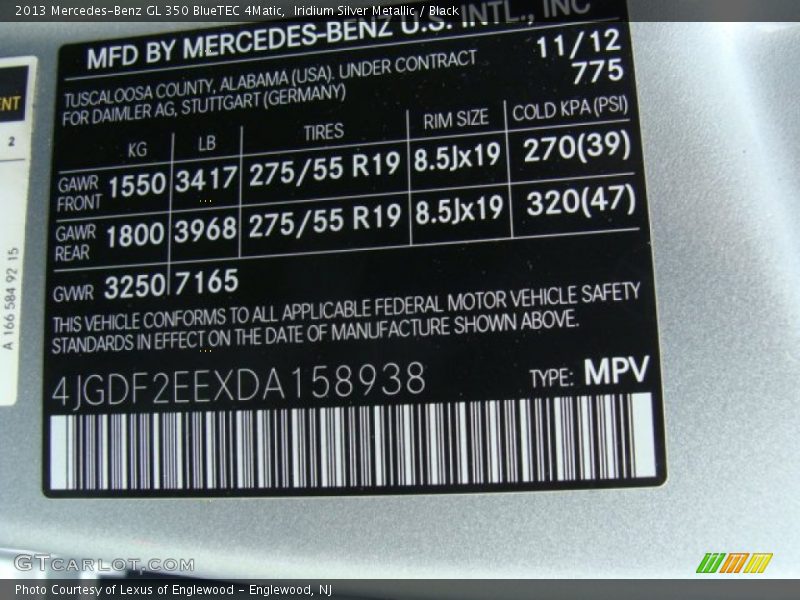 2013 Mercedes-Benz GL 350 BlueTEC 4Matic, Iridium Silver Metallic / Black
MFD BY MERCEDES-BENZ U.S. INTL., INC
TUSCALOOSA COUNTY, ALABAMA (USA). UNDER CONTRACT
FOR DAIMLER AG, STUTTGART (GERMANY)
11/12
775
KG LB TIRES RIM SIZE COLD KPA (PSI)
GAWR FRONT 1550 3417 275/55 R19 8.5Jx19 270(39)
GAWR REAR 1800 3968 275/55 R19 8.5Jx19 320(47)
GWR 3250 7165
THIS VEHICLE CONFORMS TO ALL APPLICABLE FEDERAL MOTOR VEHICLE SAFETY
STANDARDS IN EFFECT ON THE DATE OF MANUFACTURE SHOWN ABOVE.
4JGDF2EEXDA158938 TYPE: MPV
2
A 166 584 92 15
GTCARLOT.COM
Photo Courtesy of Lexus of Englewood - Englewood, NJ